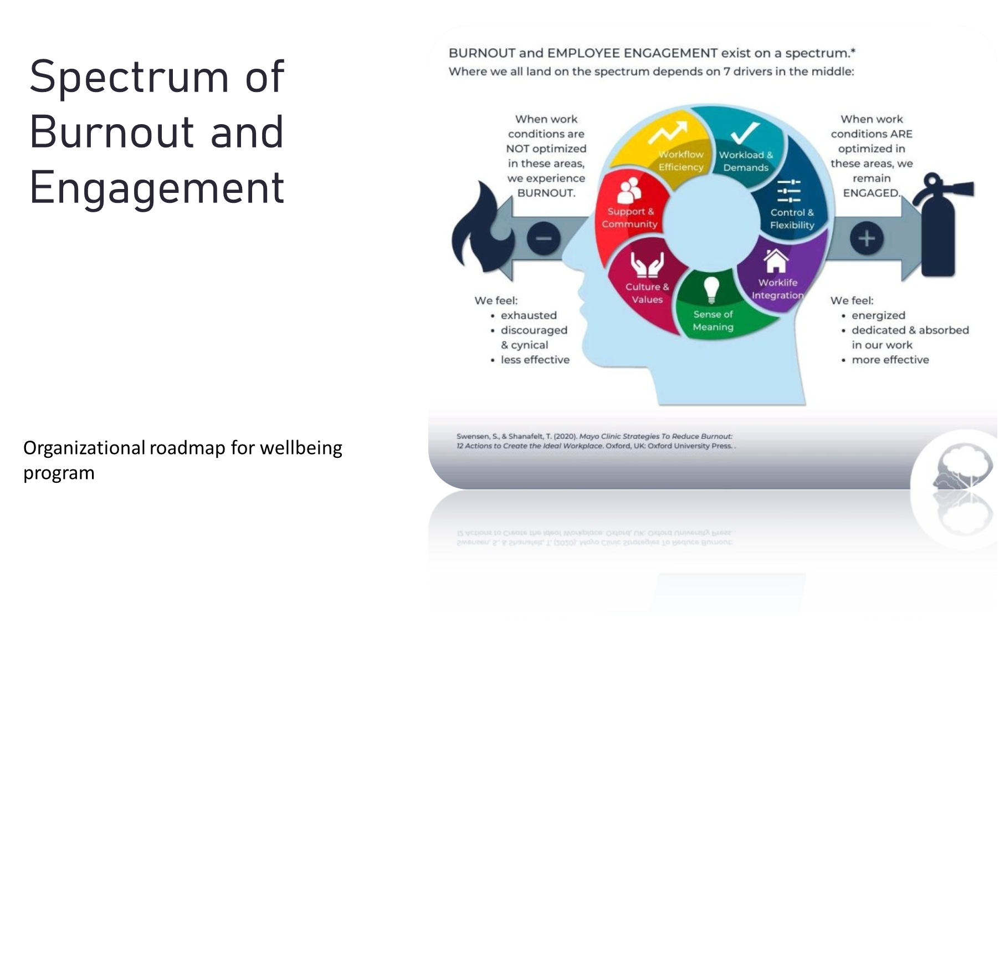 Spectrum of
Burnout and
Engagement
Organizational roadmap for wellbeing
program
BURNOUT and EMPLOYEE ENGAGEMENT exist on a spectrum.*
Where we all land on the spectrum depends on 7 drivers in the middle:
When work
conditions are
NOT optimized
in these areas,
we experience
BURNOUT.
Workflow
Efficiency
Workload &
Demands
Control &
Flexibility
Worklife
Integration
Sense of
Meaning
Culture &
Values
Support &
Community
When work
conditions ARE
optimized in
these areas, we
remain
ENGAGED.
We feel:
• exhausted
• discouraged
& cynical
• less effective
We feel:
• energized
• dedicated & absorbed
in our work
• more effective
Swensen, S., & Shanafelt, T. (2020). Mayo Clinic Strategies To Reduce Burnout:
12 Actions to Create the Ideal Workplace. Oxford, UK: Oxford University Press. .